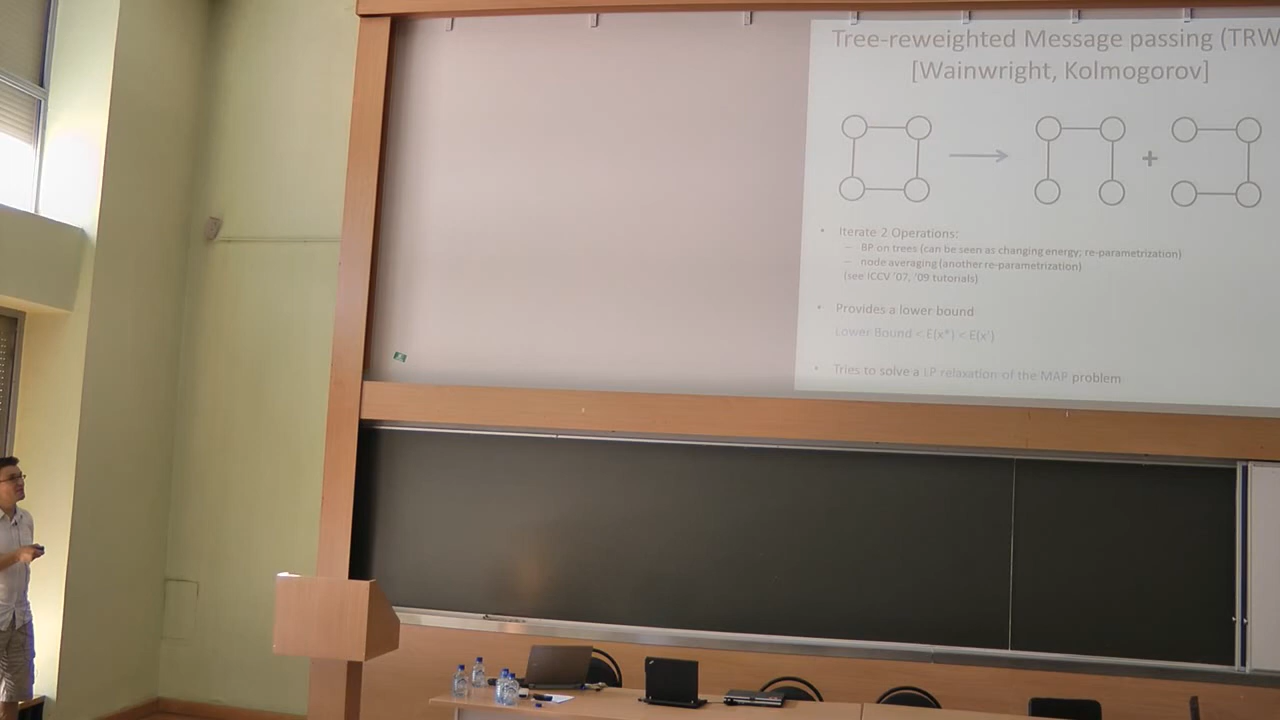 Tree-reweighted Message passing (TRW
[Wainwright, Kolmogorov]
+
• Iterate 2 Operations:
– BP on trees (can be seen as changing energy; re-parametrization)
– node averaging (another re-parametrization)
(see ICCV '07, '09 tutorials)
• Provides a lower bound
Lower Bound < E(x*) < E(x')
• Tries to solve a LP relaxation of the MAP problem